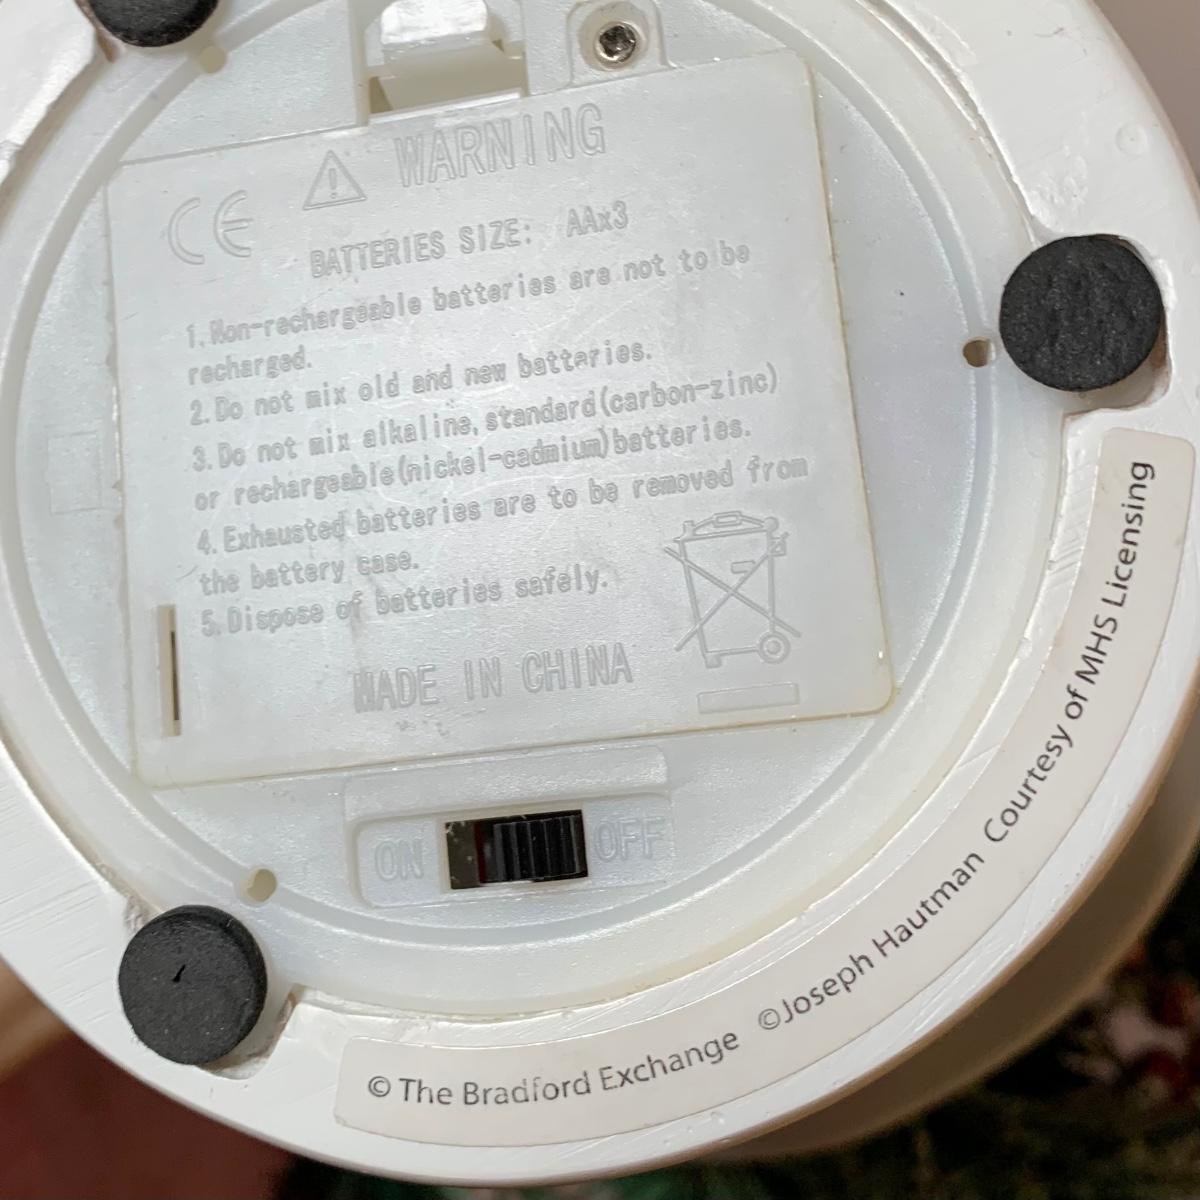 WARNING
CE
BATTERIES SIZE: AAx3
1.Non-rechargeable batteries are not to be
recharged.
2.Do not mix old and new batteries.
3.Do not mix alkaline, standard(carbon-zinc)
or rechargeable(nickel-cadmium)batteries.
4.Exhausted batteries are to be removed from
the battery case.
5.Dispose of batteries safely.
MADE IN CHINA
ON OFF
© The Bradford Exchange ©Joseph Hautman Courtesy of MHS Licensing